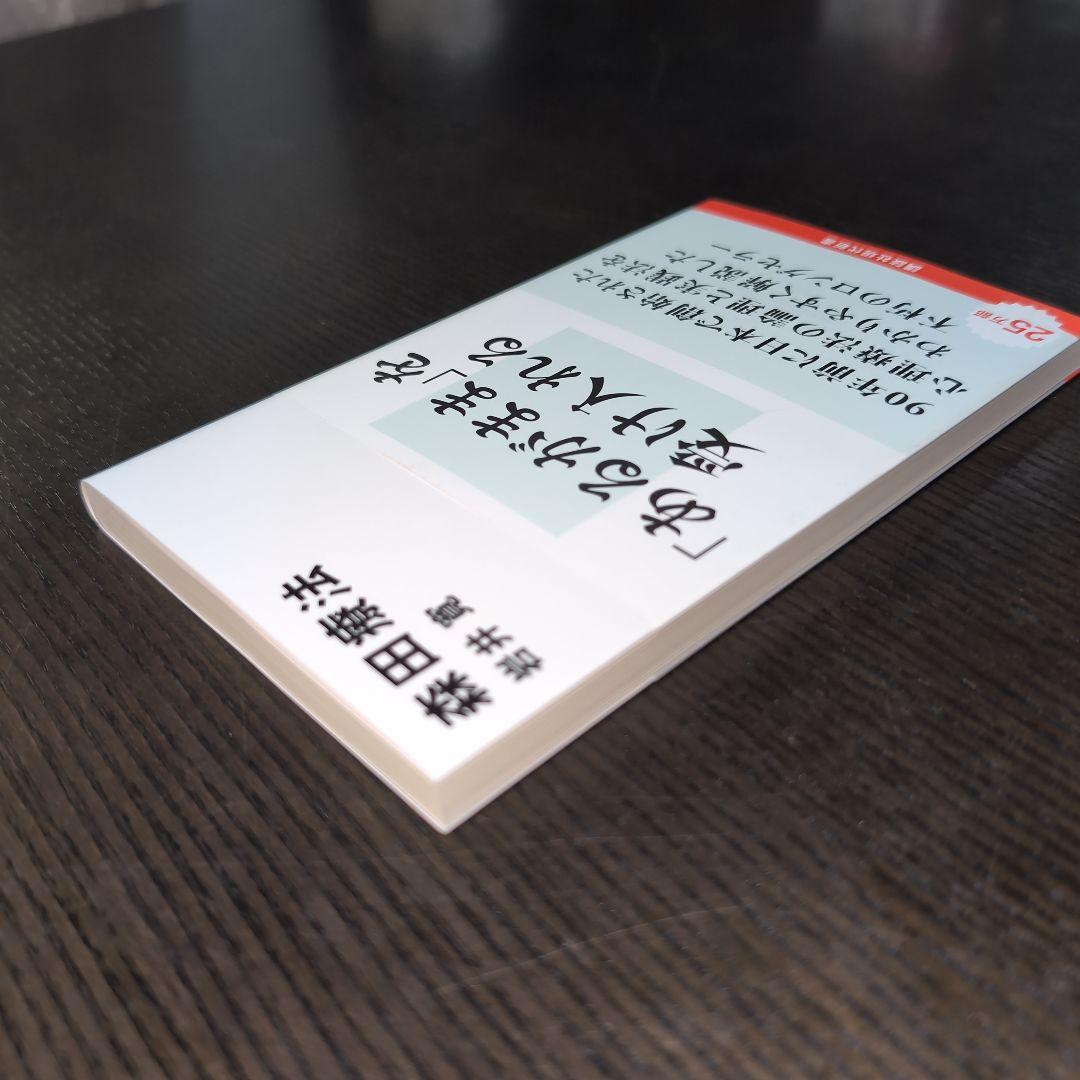 森田療法
岩井寛
「あるがまま」を
受け入れる
90年前に日本で創始された
心理療法の論理と実践法を
わかりやすく解説した
不朽のロングセラー
25万部
講談社現代新書